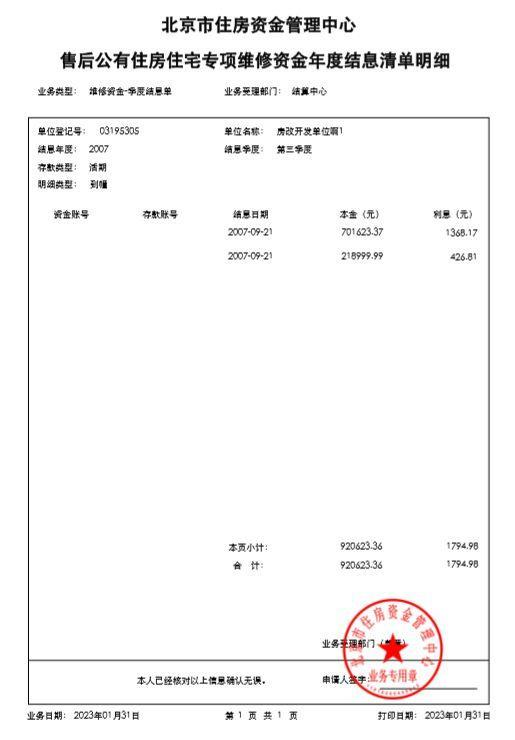 北京市住房资金管理中心
售后公有住房住宅专项维修资金年度结息清单明细
业务类型： 维修资金-季度结息单 业务受理部门： 结算中心
单位登记号： 03195305 单位名称： 房改开发单位啊1
结息年度： 2007 结息季度： 第三季度
存款类型： 活期
明细类型： 到幢
资金账号 存款账号 结息日期 本金（元） 利息（元）
2007-09-21 701623.37 1368.17
2007-09-21 218999.99 426.81
本页小计： 920623.36 1794.98
合 计： 920623.36 1794.98
业务受理部门（盖章）
北京市住房资金管理中心
业务专用章
本人已经核对以上信息确认无误。 申请人签字：
业务日期： 2023年01月31日 第 1 页 共 1 页 打印日期： 2023年01月31日